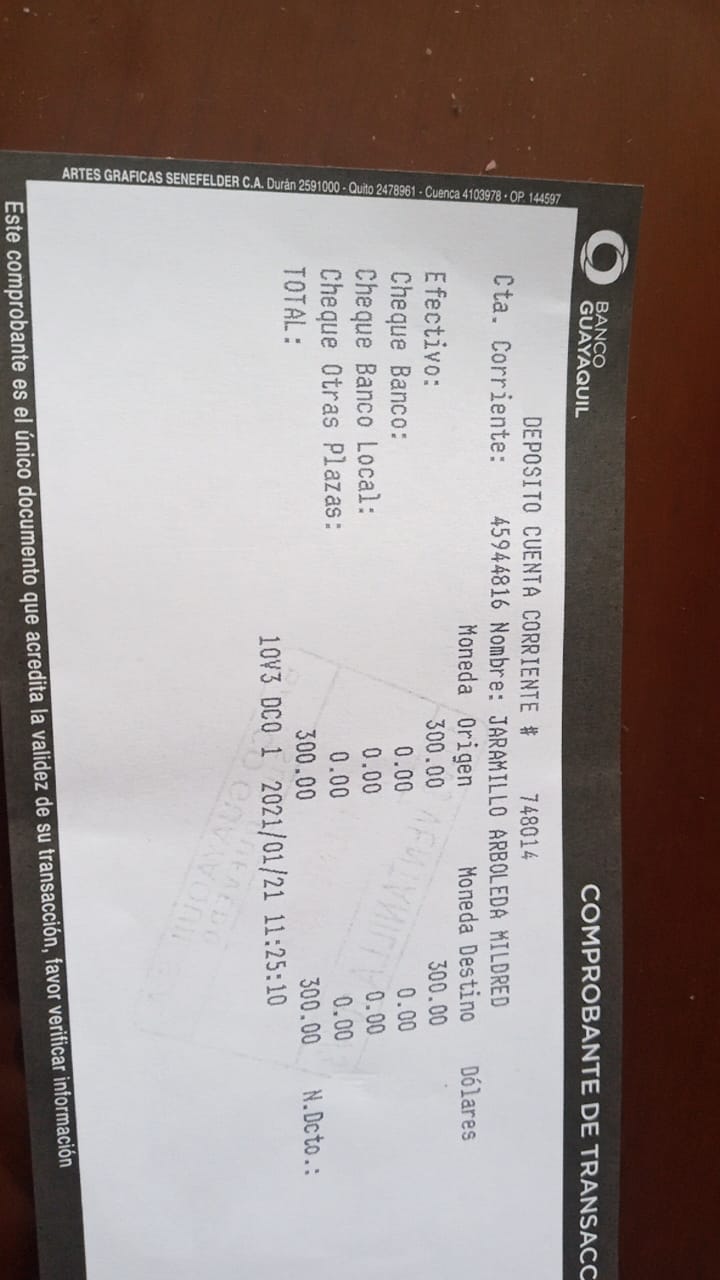 BANCO
GUAYAQUIL
COMPROBANTE DE TRANSACC
DEPOSITO CUENTA CORRIENTE # 748014
Cta. Corriente: 45944816 Nombre: JARAMILLO ARBOLEDA MILDRED
Moneda Origen Moneda Destino Dólares
Efectivo: 300.00 300.00
Cheque Banco: 0.00 0.00
Cheque Banco Local: 0.00 0.00
Cheque Otras Plazas: 0.00 0.00
TOTAL: 300.00 300.00 N.Dcto.:
10V3 DCO 1 2021/01/21 11:25:10
Este comprobante es el único documento que acredita la validez de su transacción, favor verificar información
ARTES GRAFICAS SENEFELDER C.A. Durán 2591000 - Quito 2478961 - Cuenca 4103978 • OP. 144597